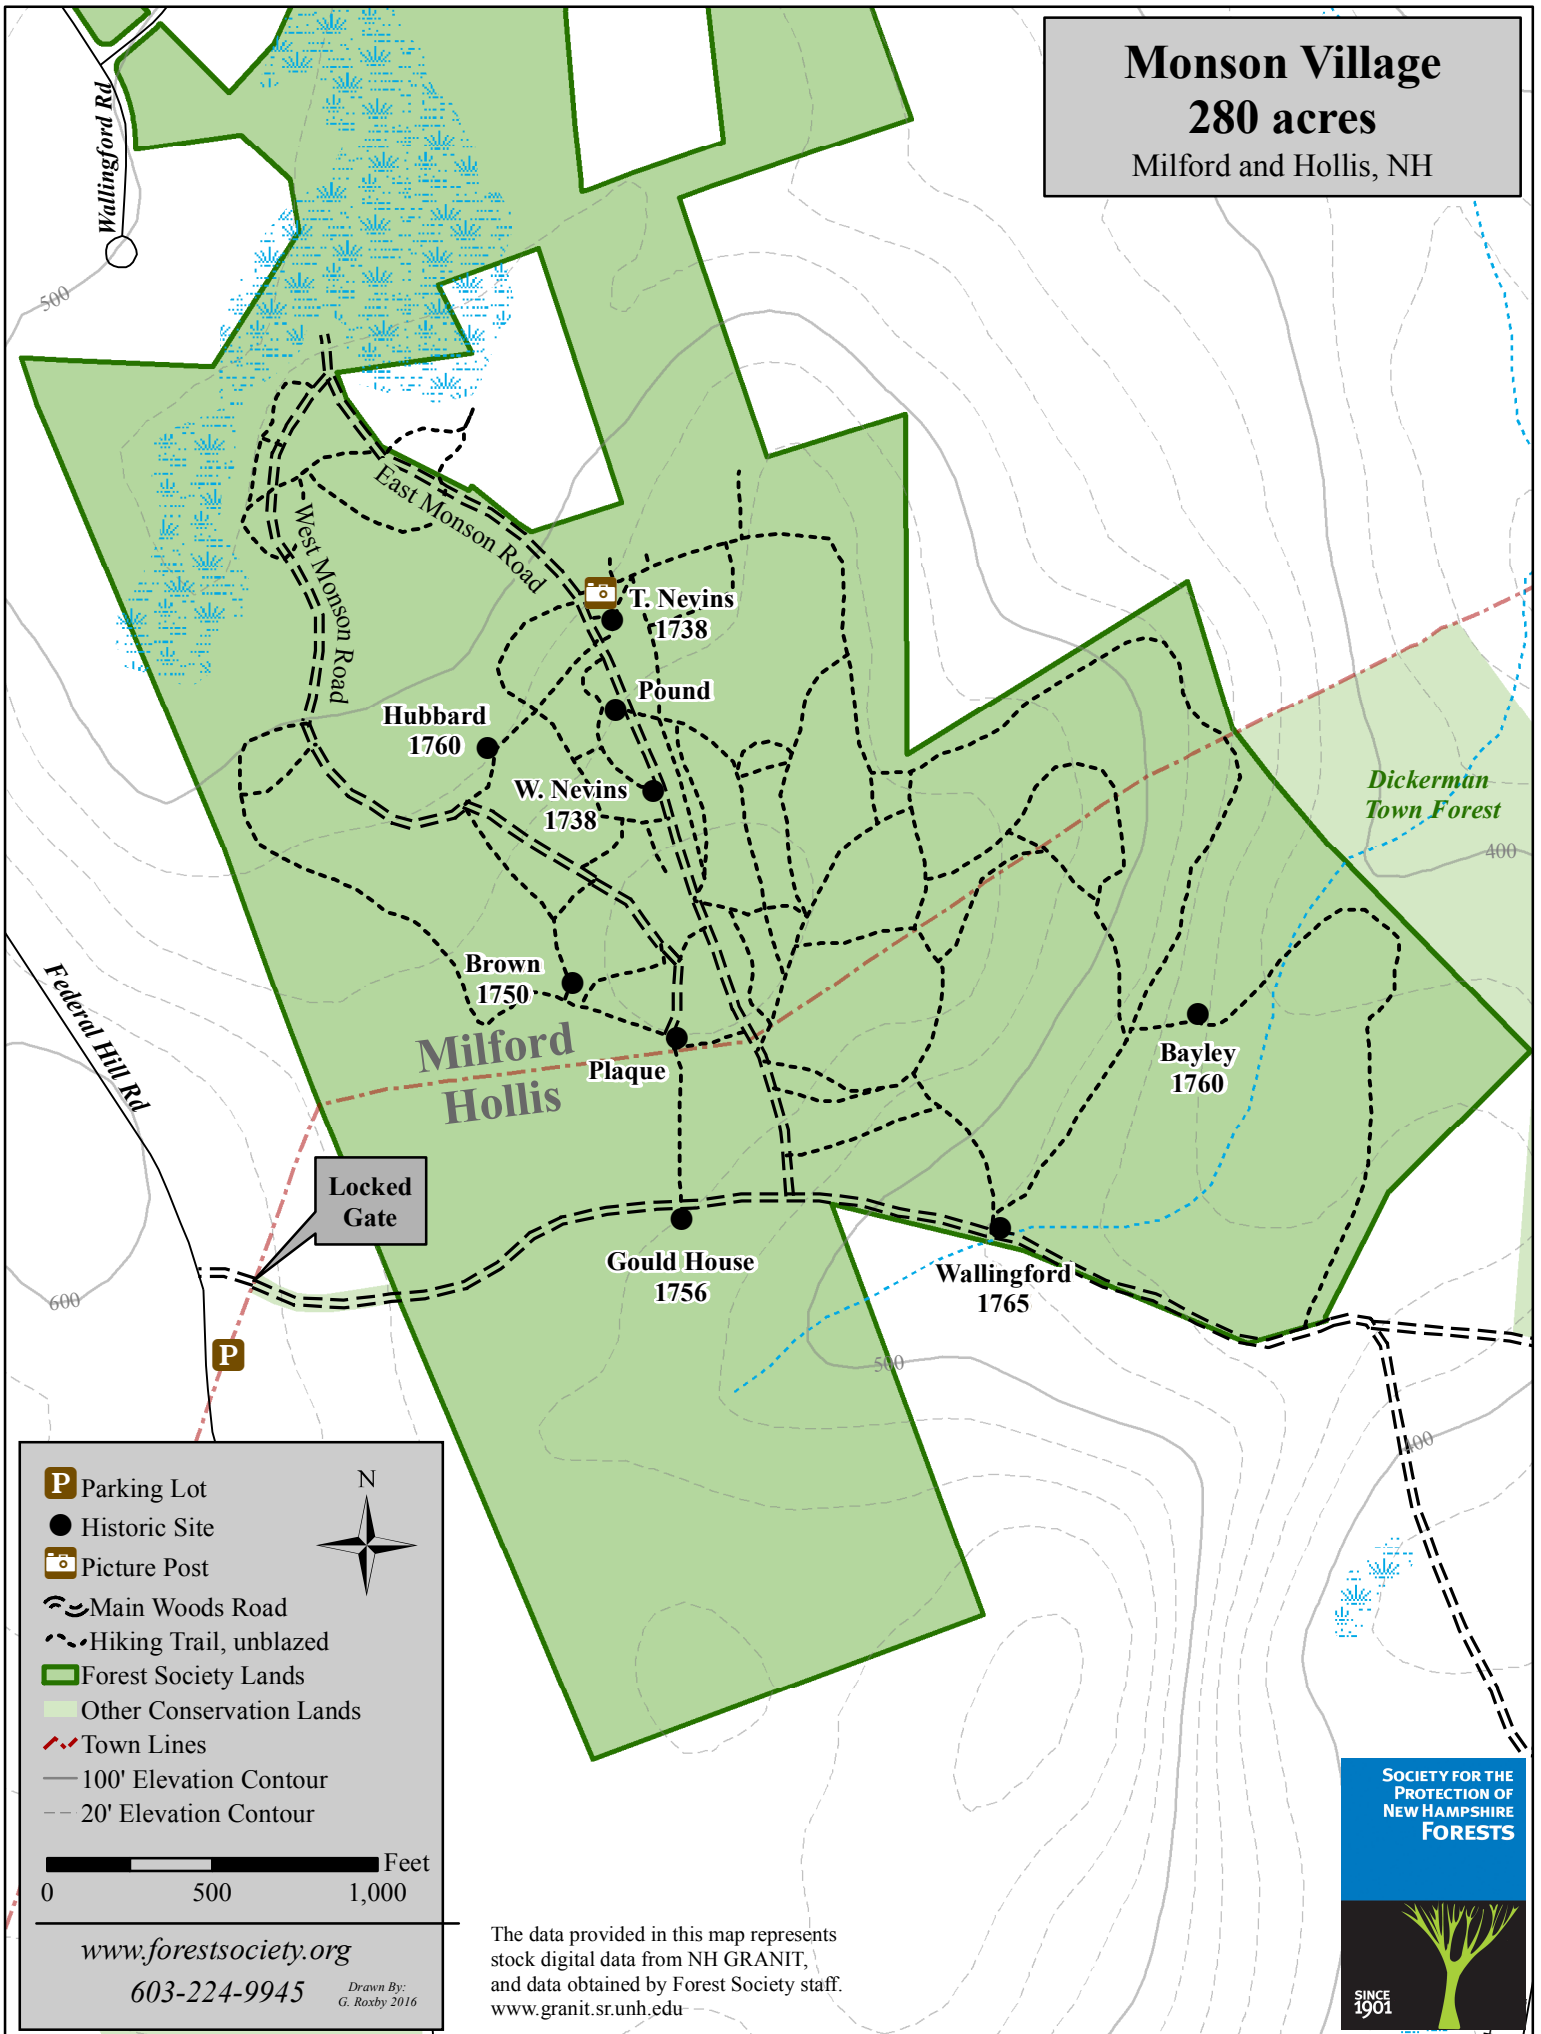 Monson Village
280 acres
Milford and Hollis, NH
Wallingford Rd
500
East Monson Road
West Monson Road
T. Nevins
1738
Pound
Hubbard
1760
W. Nevins
1738
Dickerman
Town Forest
400
Brown
1750
Federal Hill Rd
Milford
Hollis
Plaque
Bayley
1760
Locked
Gate
Gould House
1756
Wallingford
1765
600
P
500
400
P Parking Lot
Historic Site
Picture Post
Main Woods Road
Hiking Trail, unblazed
Forest Society Lands
Other Conservation Lands
Town Lines
100' Elevation Contour
20' Elevation Contour
N
Feet
0 500 1,000
www.forestsociety.org
603-224-9945
Drawn By:
G. Roxby 2016
The data provided in this map represents
stock digital data from NH GRANIT,
and data obtained by Forest Society staff.
www.granit.sr.unh.edu
SOCIETY FOR THE
PROTECTION OF
NEW HAMPSHIRE
FORESTS
SINCE
1901